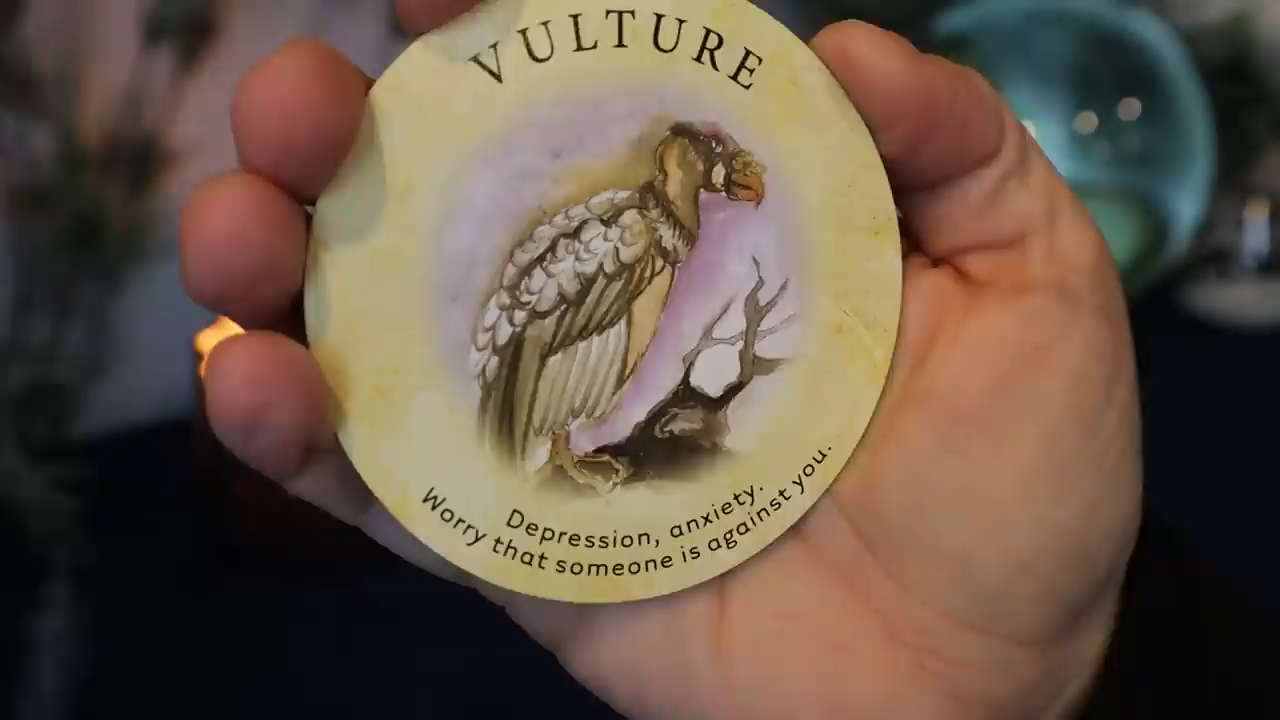 VULTURE
Depression, anxiety.
Worry that someone is against you.